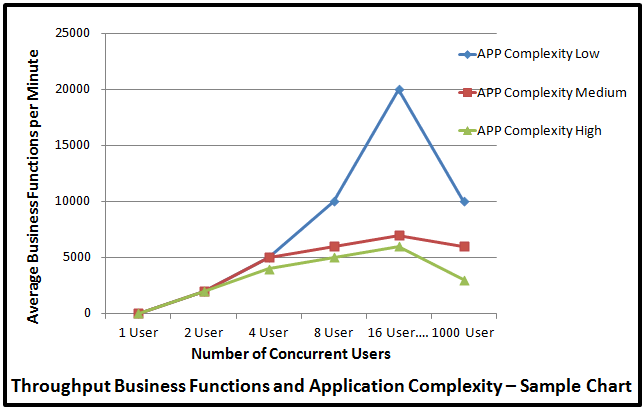 Average Business Functions per Minute
25000
20000
15000
10000
5000
0
1 User 2 User 4 User 8 User 16 User.... 1000 User
Number of Concurrent Users
APP Complexity Low
APP Complexity Medium
APP Complexity High
Throughput Business Functions and Application Complexity – Sample Chart